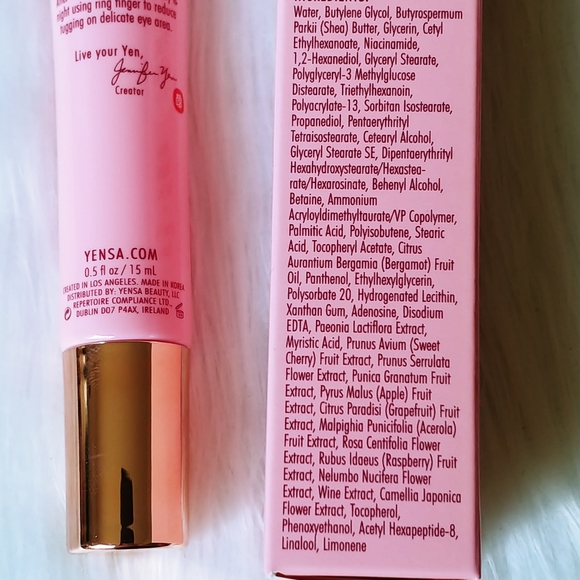 night using ring finger to reduce
tugging on delicate eye area.
Live your Yen,
Jennifer Yen
Creator
YENSA.COM
0.5 fl oz / 15 mL
CREATED IN LOS ANGELES. MADE IN KOREA
DISTRIBUTED BY: YENSA BEAUTY, LLC
REPERTOIRE COMPLIANCE LTD.,
DUBLIN D07 P4AX, IRELAND
Water, Butylene Glycol, Butyrospermum
Parkii (Shea) Butter, Glycerin, Cetyl
Ethylhexanoate, Niacinamide,
1,2-Hexanediol, Glyceryl Stearate,
Polyglyceryl-3 Methylglucose
Distearate, Triethylhexanoin,
Polyacrylate-13, Sorbitan Isostearate,
Propanediol, Pentaerythrityl
Tetraisostearate, Cetearyl Alcohol,
Glyceryl Stearate SE, Dipentaerythrityl
Hexahydroxystearate/Hexastea-
rate/Hexarosinate, Behenyl Alcohol,
Betaine, Ammonium
Acryloyldimethyltaurate/VP Copolymer,
Palmitic Acid, Polyisobutene, Stearic
Acid, Tocopheryl Acetate, Citrus
Aurantium Bergamia (Bergamot) Fruit
Oil, Panthenol, Ethylhexylglycerin,
Polysorbate 20, Hydrogenated Lecithin,
Xanthan Gum, Adenosine, Disodium
EDTA, Paeonia Lactiflora Extract,
Myristic Acid, Prunus Avium (Sweet
Cherry) Fruit Extract, Prunus Serrulata
Flower Extract, Punica Granatum Fruit
Extract, Pyrus Malus (Apple) Fruit
Extract, Citrus Paradisi (Grapefruit) Fruit
Extract, Malpighia Punicifolia (Acerola)
Fruit Extract, Rosa Centifolia Flower
Extract, Rubus Idaeus (Raspberry) Fruit
Extract, Nelumbo Nucifera Flower
Extract, Wine Extract, Camellia Japonica
Flower Extract, Tocopherol,
Phenoxyethanol, Acetyl Hexapeptide-8,
Linalool, Limonene